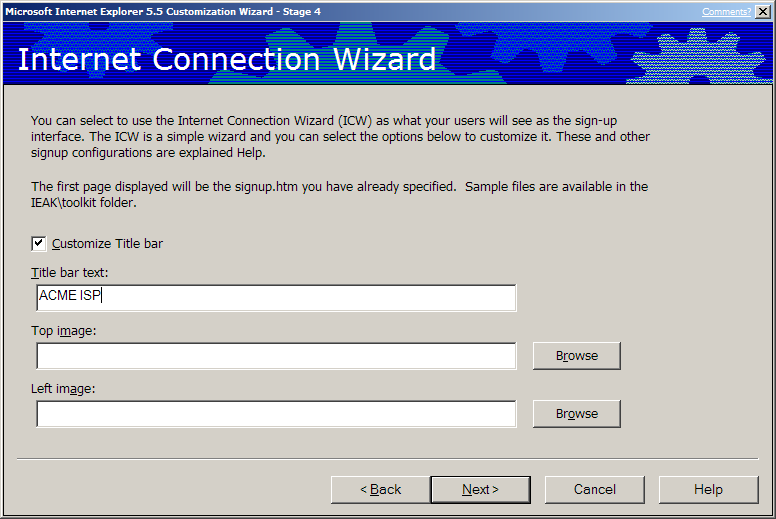 Microsoft Internet Explorer 5.5 Customization Wizard - Stage 4
Comments?
Internet Connection Wizard
You can select to use the Internet Connection Wizard (ICW) as what your users will see as the sign-up
interface. The ICW is a simple wizard and you can select the options below to customize it. These and other
signup configurations are explained Help.
The first page displayed will be the signup.htm you have already specified.  Sample files are available in the
IEAK\toolkit folder.
Customize Title bar
Title bar text:
ACME ISP
Top image:
Browse
Left image:
Browse
< Back
Next >
Cancel
Help